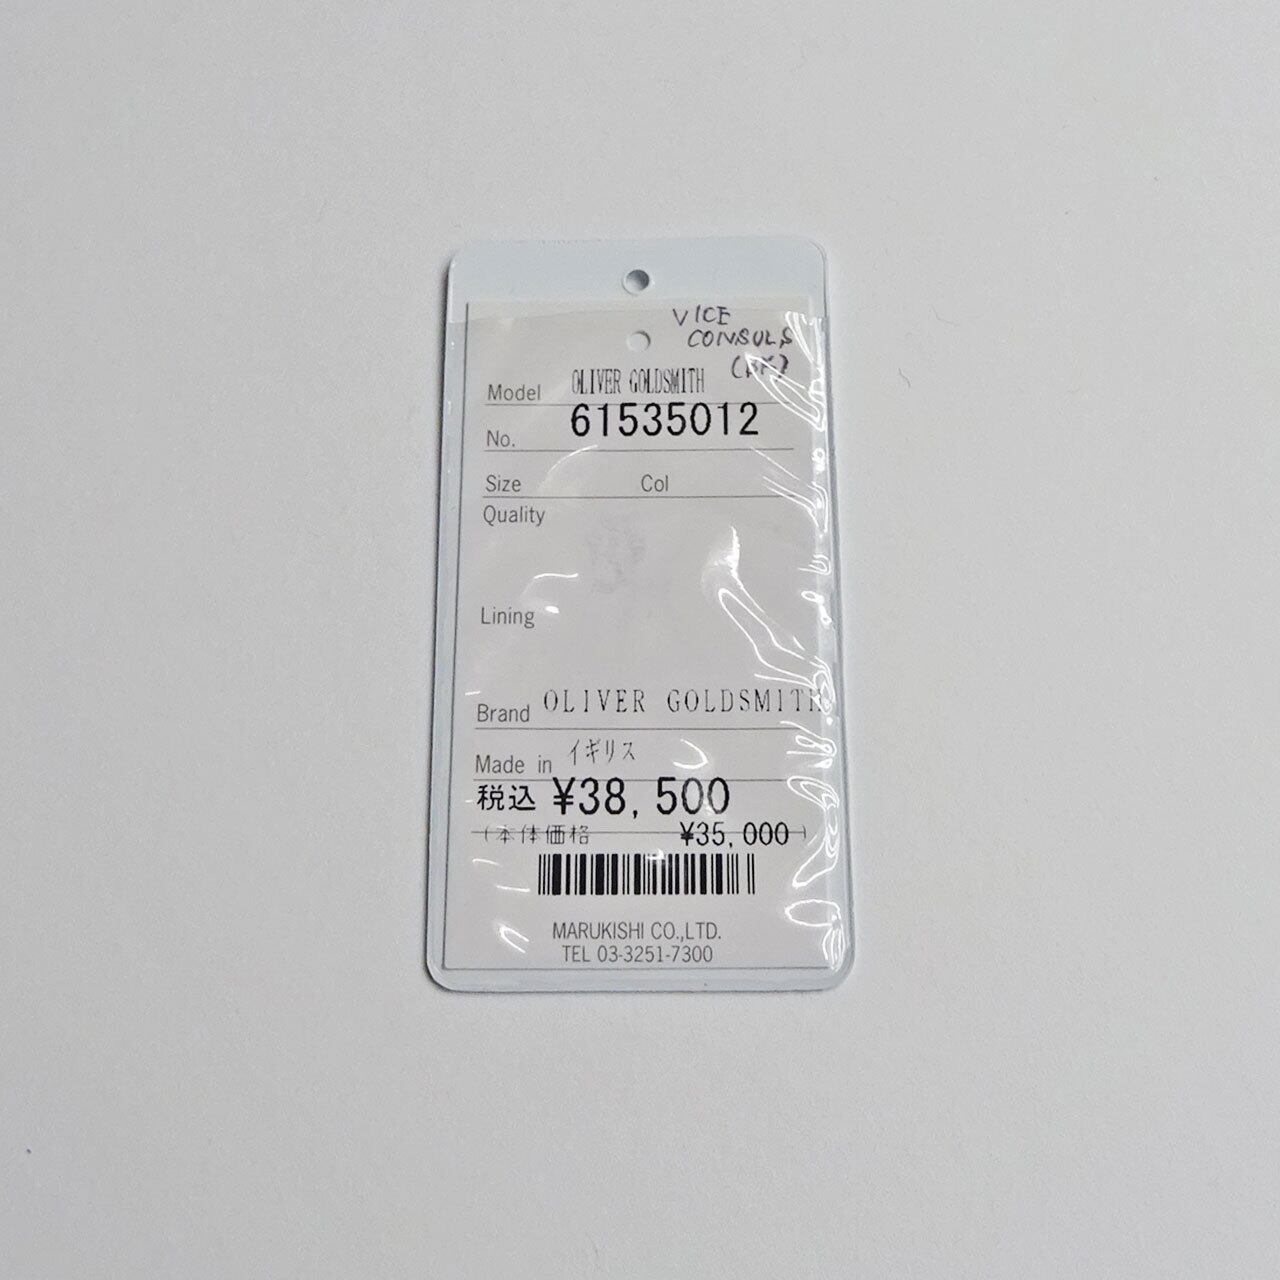 VICE
CONSULS
Model OLIVER GOLDSMITH
No. 61535012
Size Col
Quality
Lining
Brand OLIVER GOLDSMITH
Made in イギリス
税込 ¥38,500
(本体価格 ¥35,000)
MARUKISHI CO.,LTD.
TEL 03-3251-7300